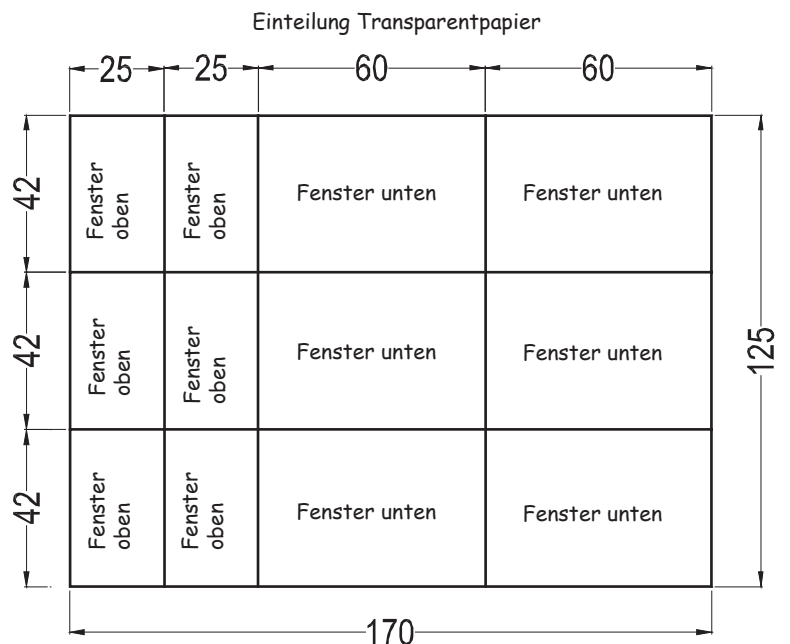 Einteilung Transparentpapier
25 25 60 60
42
Fenster
oben
Fenster
oben
Fenster unten
Fenster unten
42
Fenster
oben
Fenster
oben
Fenster unten
Fenster unten
125
42
Fenster
oben
Fenster
oben
Fenster unten
Fenster unten
170